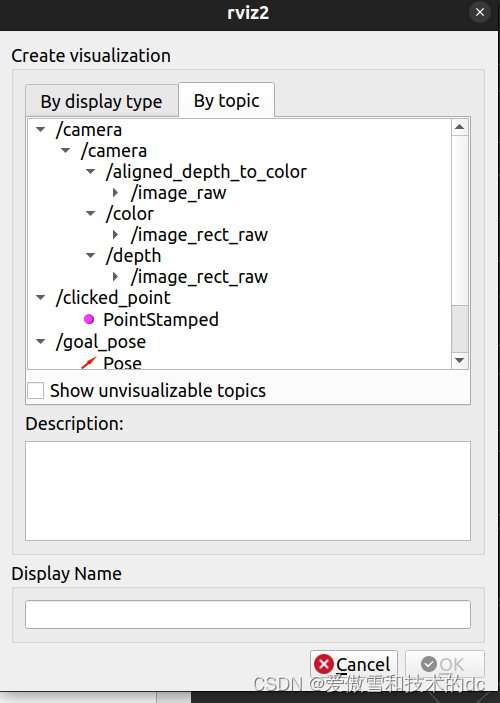 rviz2
Create visualization
By display type
By topic
/camera
/camera
/aligned_depth_to_color
/image_raw
/color
/image_rect_raw
/depth
/image_rect_raw
/clicked_point
PointStamped
/goal_pose
Pose
Show unvisualizable topics
Description:
Display Name
Cancel
OK
CSDN @爱傲雪和技术的dc